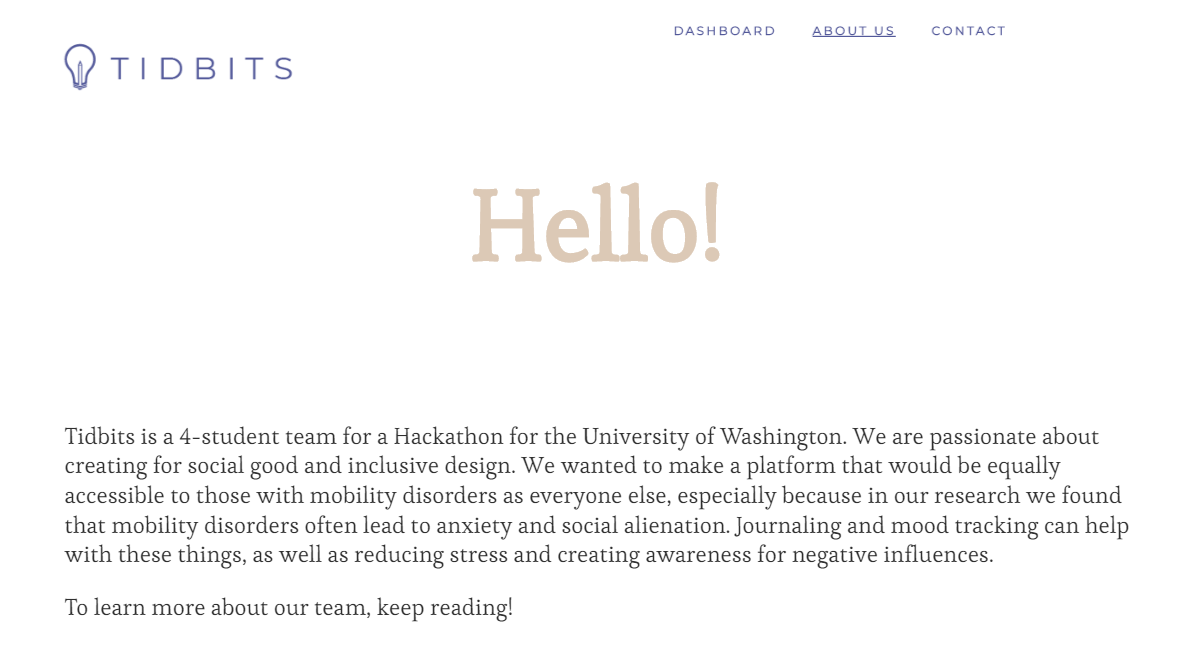 DASHBOARD ABOUT US CONTACT
TIDBITS
Hello!
Tidbits is a 4-student team for a Hackathon for the University of Washington. We are passionate about
creating for social good and inclusive design. We wanted to make a platform that would be equally
accessible to those with mobility disorders as everyone else, especially because in our research we found
that mobility disorders often lead to anxiety and social alienation. Journaling and mood tracking can help
with these things, as well as reducing stress and creating awareness for negative influences.
To learn more about our team, keep reading!